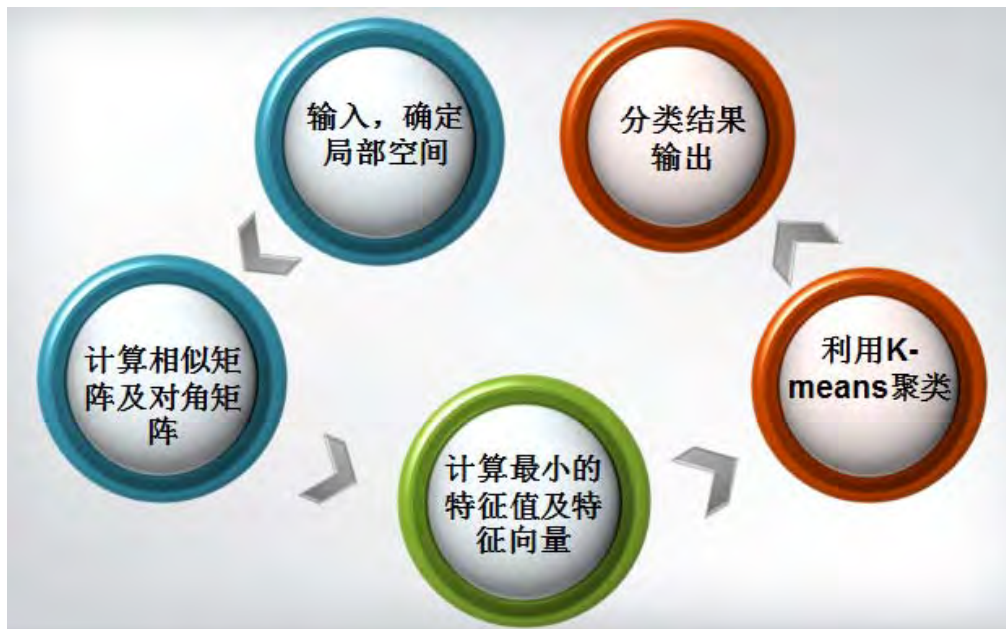 输入，确定
局部空间
计算相似矩
阵及对角矩
阵
计算最小的
特征值及特
征向量
利用K-
means聚类
分类结果
输出